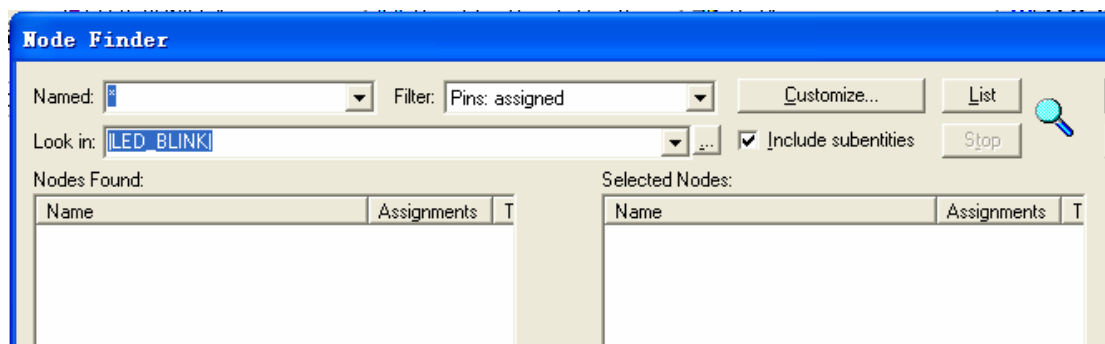 Node Finder
Named: * Filter: Pins: assigned Customize... List
Look in: |LED_BLINK| ... Include subentities Stop
Nodes Found: Selected Nodes:
Name Assignments T Name Assignments T